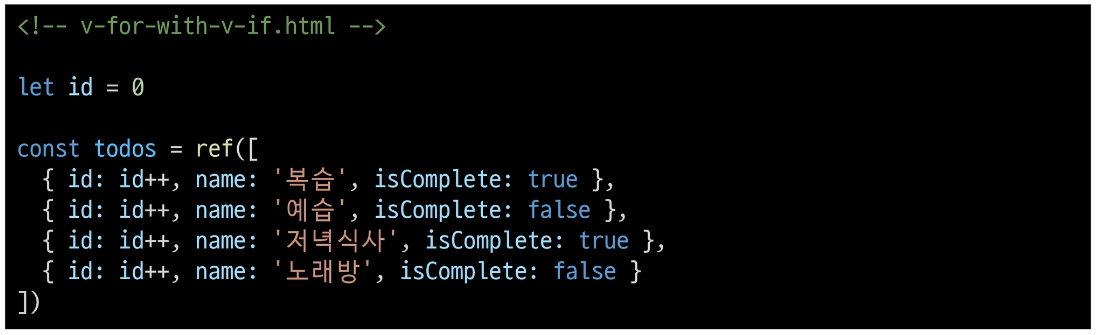 <!-- v-for-with-v-if.html -->
let id = 0
const todos = ref([
{ id: id++, name: '복습', isComplete: true },
{ id: id++, name: '예습', isComplete: false },
{ id: id++, name: '저녁식사', isComplete: true },
{ id: id++, name: '노래방', isComplete: false }
])